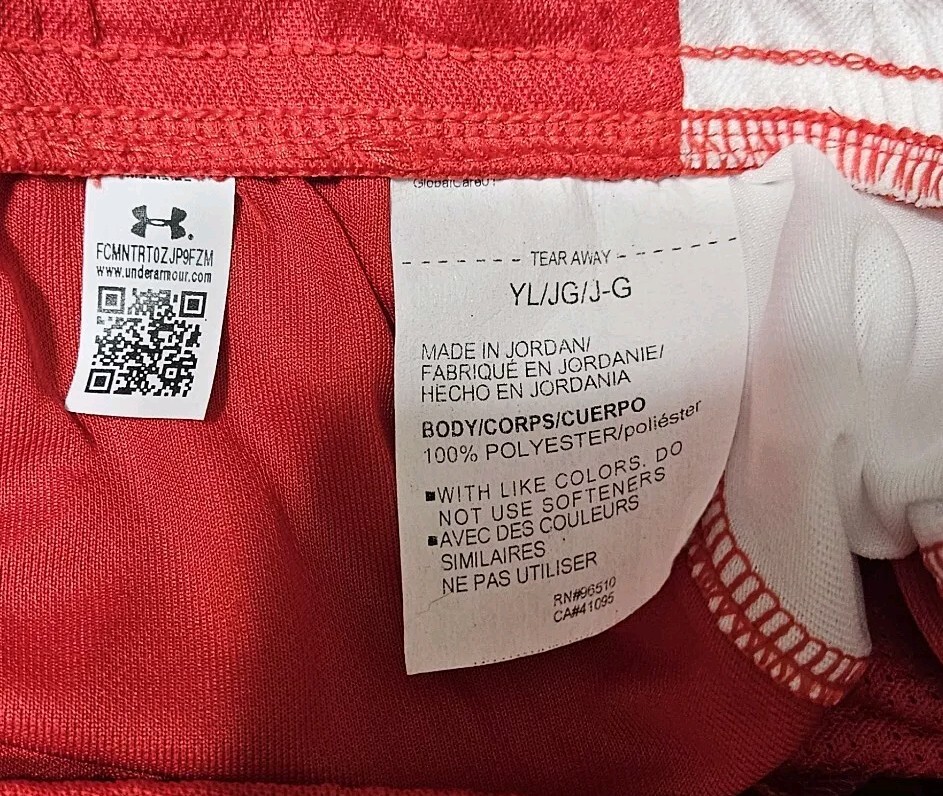 FCMNTRT0ZJP9FZM
www.underarmour.com
GlobalCare01
TEAR AWAY
YL/JG/J-G
MADE IN JORDAN/
FABRIQUÉ EN JORDANIE/
HECHO EN JORDANIA
BODY/CORPS/CUERPO
100% POLYESTER/poliéster
▪WITH LIKE COLORS. DO
NOT USE SOFTENERS
▪AVEC DES COULEURS
SIMILAIRES
NE PAS UTILISER
RN#96510
CA#41095